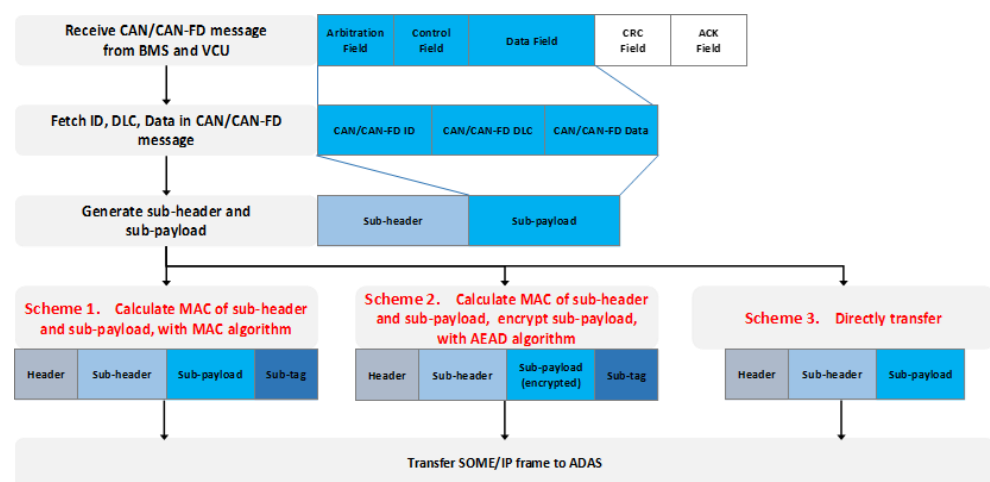 Receive CAN/CAN-FD message
from BMS and VCU
Arbitration
Field
Control
Field
Data Field
CRC
Field
ACK
Field
Fetch ID, DLC, Data in CAN/CAN-FD
message
CAN/CAN-FD ID
CAN/CAN-FD DLC
CAN/CAN-FD Data
Generate sub-header and
sub-payload
Sub-header
Sub-payload
Scheme 1. Calculate MAC of sub-header
and sub-payload, with MAC algorithm
Header
Sub-header
Sub-payload
Sub-tag
Scheme 2. Calculate MAC of sub-header
and sub-payload, encrypt sub-payload,
with AEAD algorithm
Header
Sub-header
Sub-payload
(encrypted)
Sub-tag
Scheme 3. Directly transfer
Header
Sub-header
Sub-payload
Transfer SOME/IP frame to ADAS